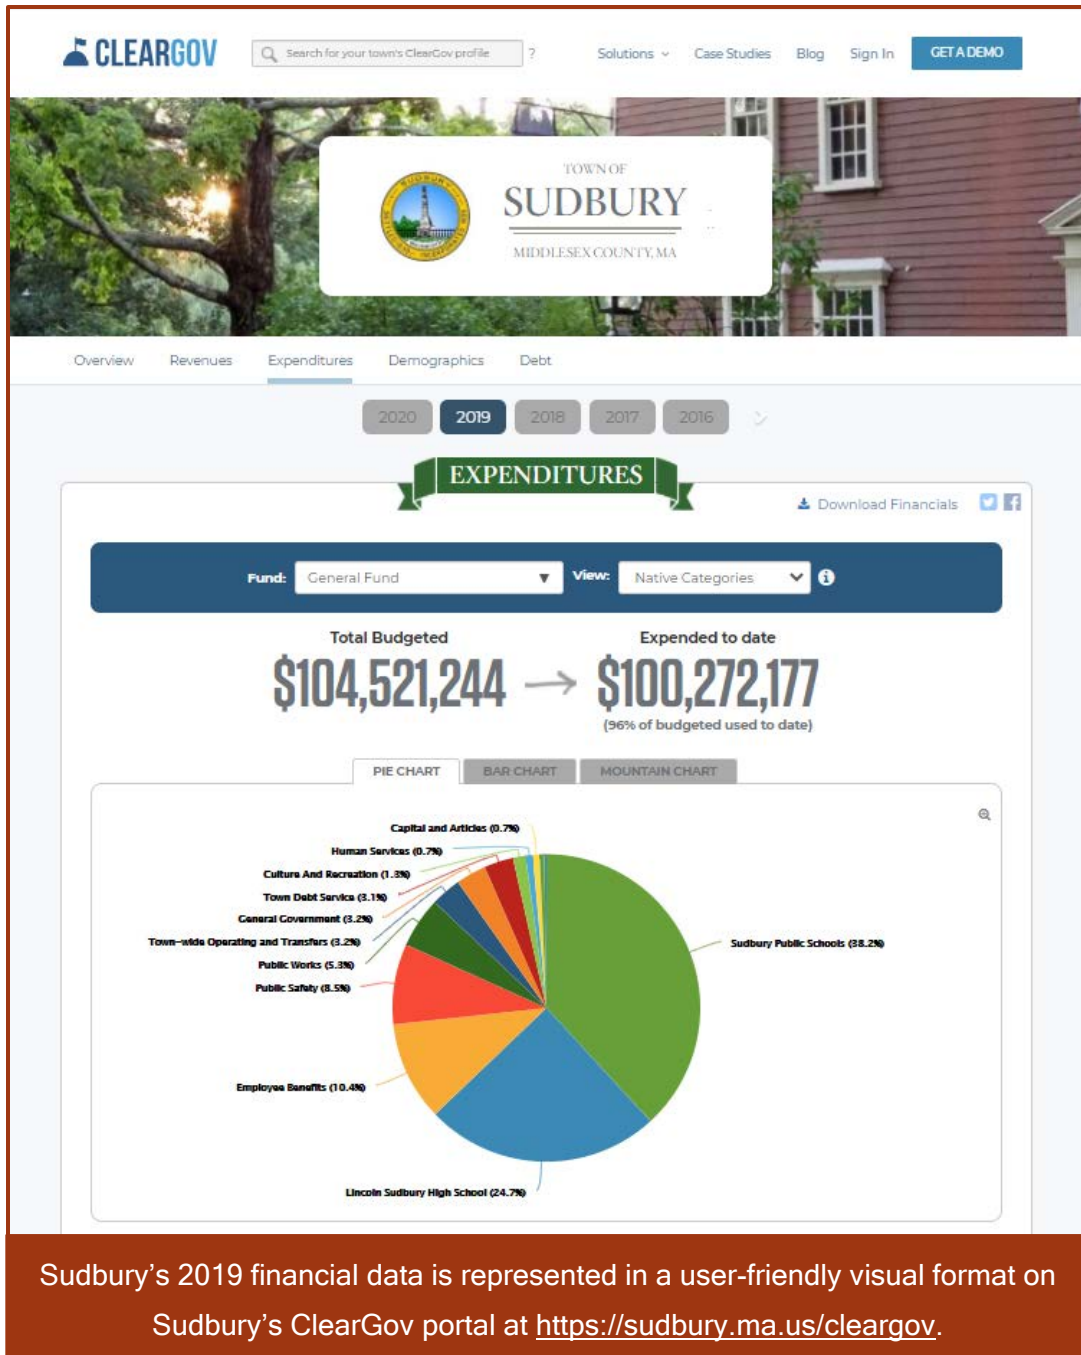 CLEARGOV
Search for your town's ClearGov profile
?
Solutions
Case Studies
Blog
Sign In
GET A DEMO
SUDBURY
TOWN OF
SUDBURY
MIDDLESEX COUNTY, MA
Overview
Revenues
Expenditures
Demographics
Debt
2020
2019
2018
2017
2016
EXPENDITURES
Download Financials
Fund:
General Fund
View:
Native Categories
Total Budgeted
Expended to date
$104,521,244
$100,272,177
(96% of budgeted used to date)
PIE CHART
BAR CHART
MOUNTAIN CHART
Capital and Articles (0.7%)
Human Services (0.7%)
Culture And Recreation (1.3%)
Town Debt Service (3.1%)
General Government (3.2%)
Town-wide Operating and Transfers (3.2%)
Public Works (5.3%)
Public Safety (8.5%)
Sudbury Public Schools (38.2%)
Employee Benefits (10.4%)
Lincoln Sudbury High School (24.7%)
Sudbury's 2019 financial data is represented in a user-friendly visual format on
Sudbury's ClearGov portal at https://sudbury.ma.us/cleargov.